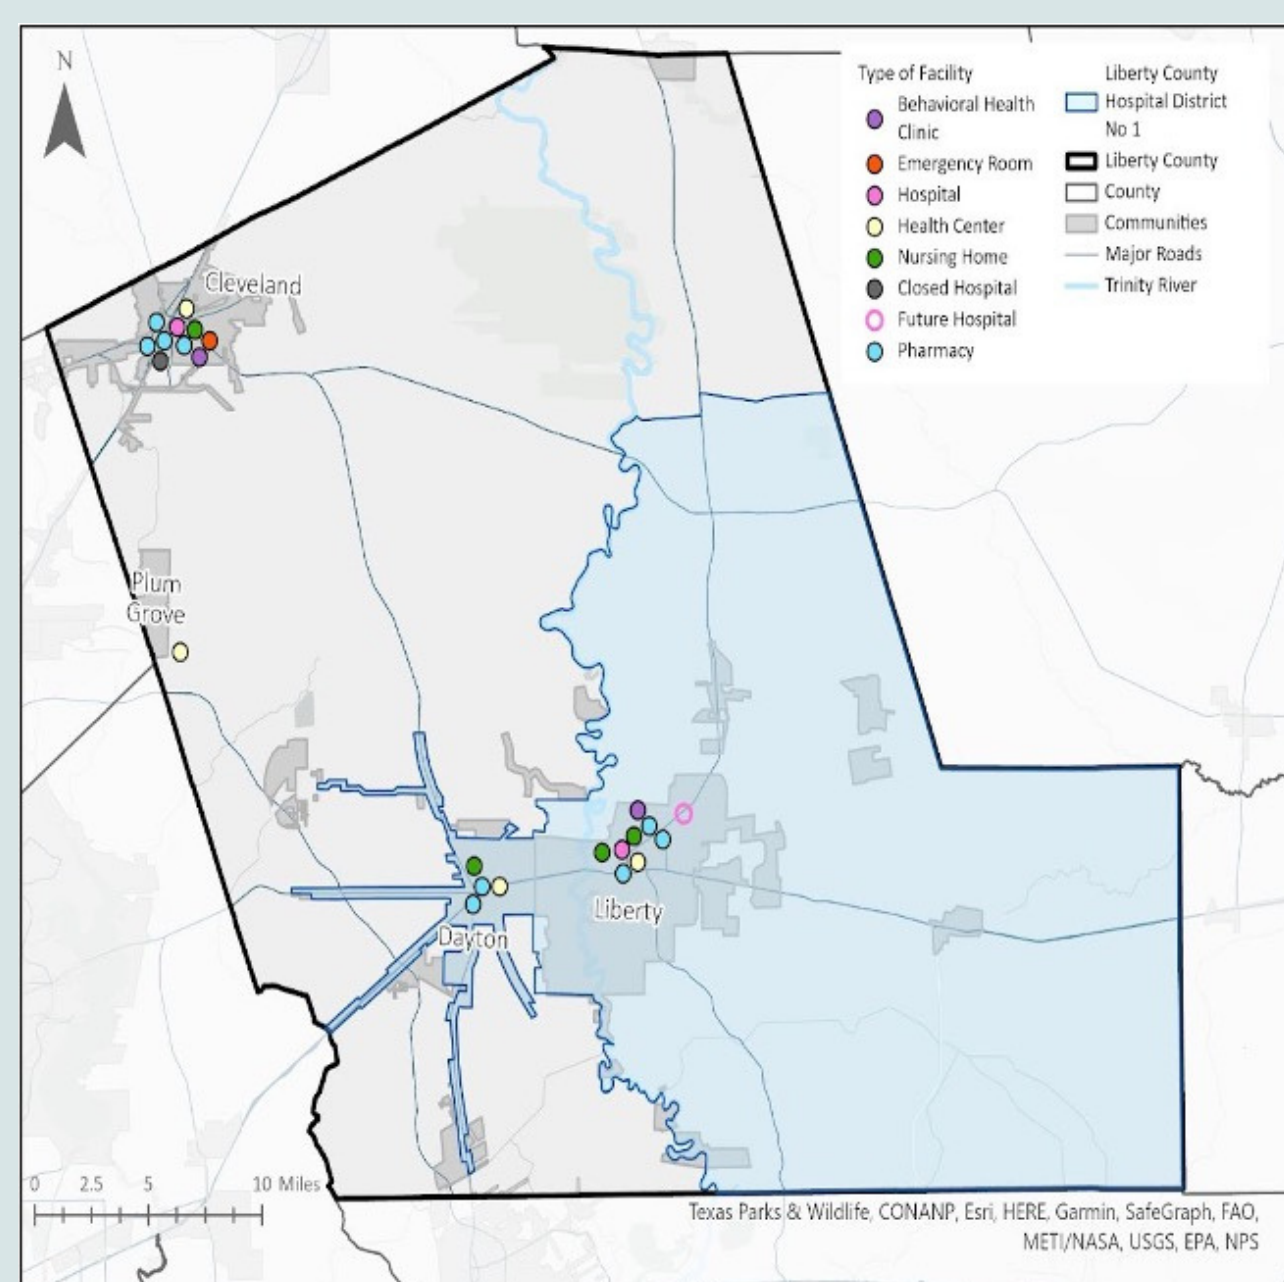 N
Type of Facility
Behavioral Health
Clinic
Emergency Room
Hospital
Health Center
Nursing Home
Closed Hospital
Future Hospital
Pharmacy
Liberty County
Hospital District
No 1
Liberty County
County
Communities
Major Roads
Trinity River
Cleveland
Plum
Grove
Liberty
Dayton
0 2.5 5 10 Miles
Texas Parks & Wildlife, CONANP, Esri, HERE, Garmin, SafeGraph, FAO,
METI/NASA, USGS, EPA, NPS